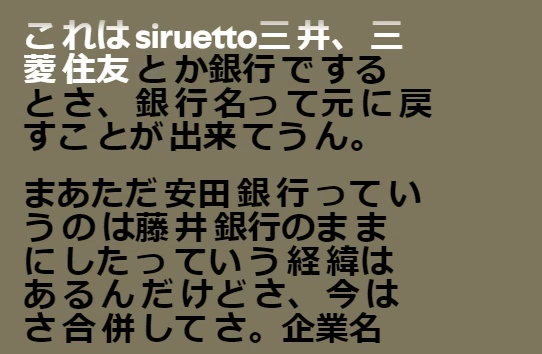 これは siruetto三井、三
菱住友とか銀行でする
とさ、銀行名って元に戻
すことが出来てうん。
まあただ安田銀行ってい
うのは藤井銀行のまま
にしたっていう経緯は
あるんだけどさ、今は
さ合併してさ。企業名